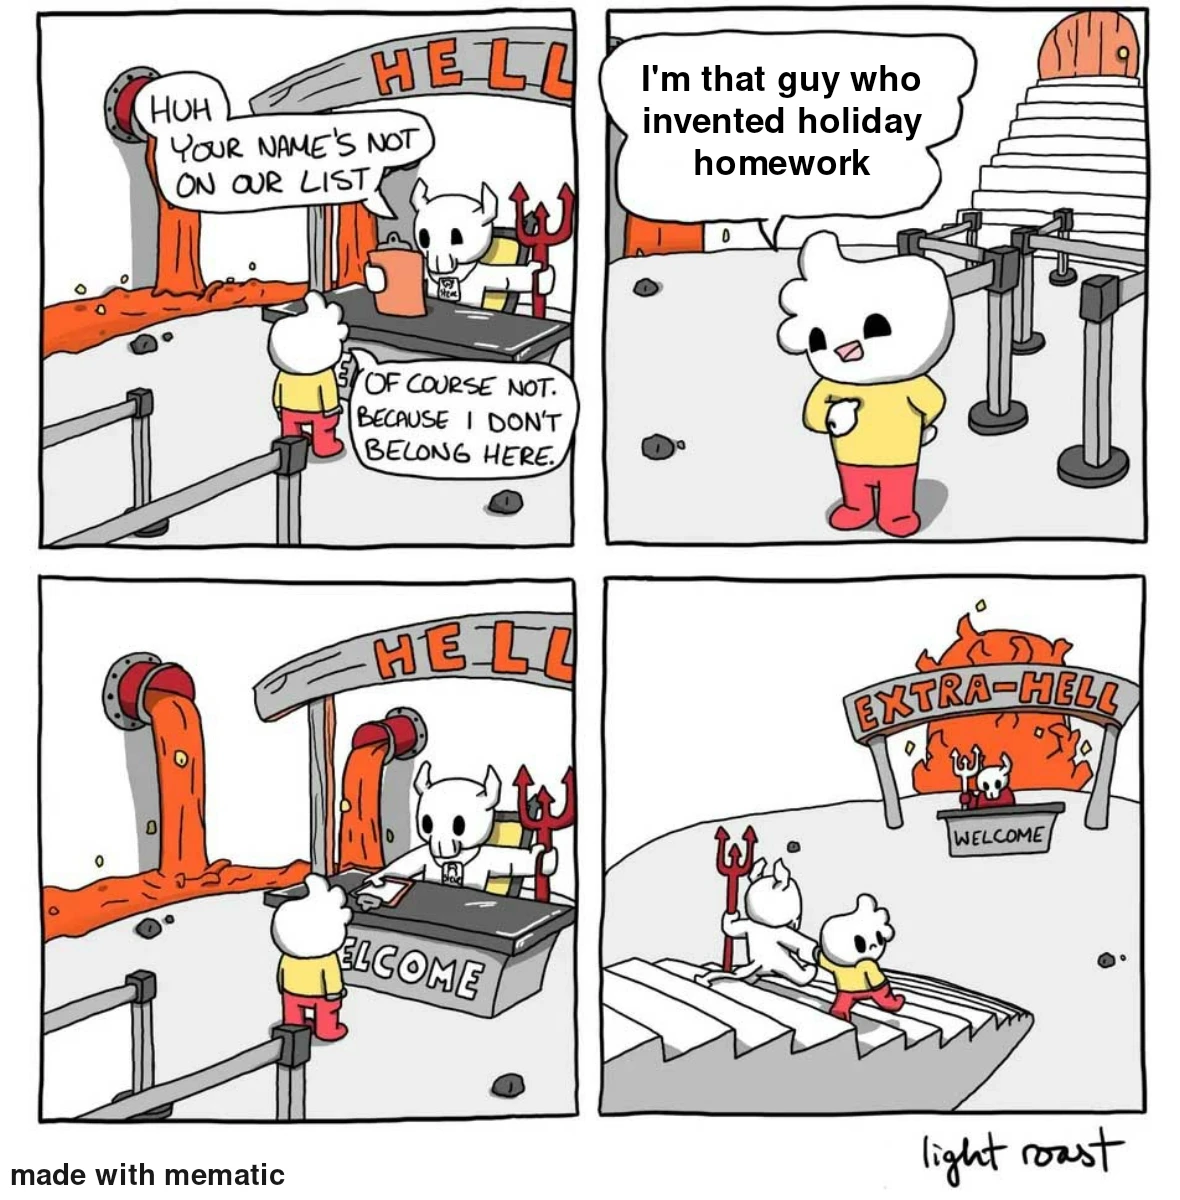 HELL
HUH
YOUR NAME'S NOT
ON OUR LIST
OF COURSE NOT.
BECAUSE I DON'T
BELONG HERE.
I'm that guy who
invented holiday
homework
HELL
ELCOME
EXTRA-HELL
WELCOME
light roast
made with mematic